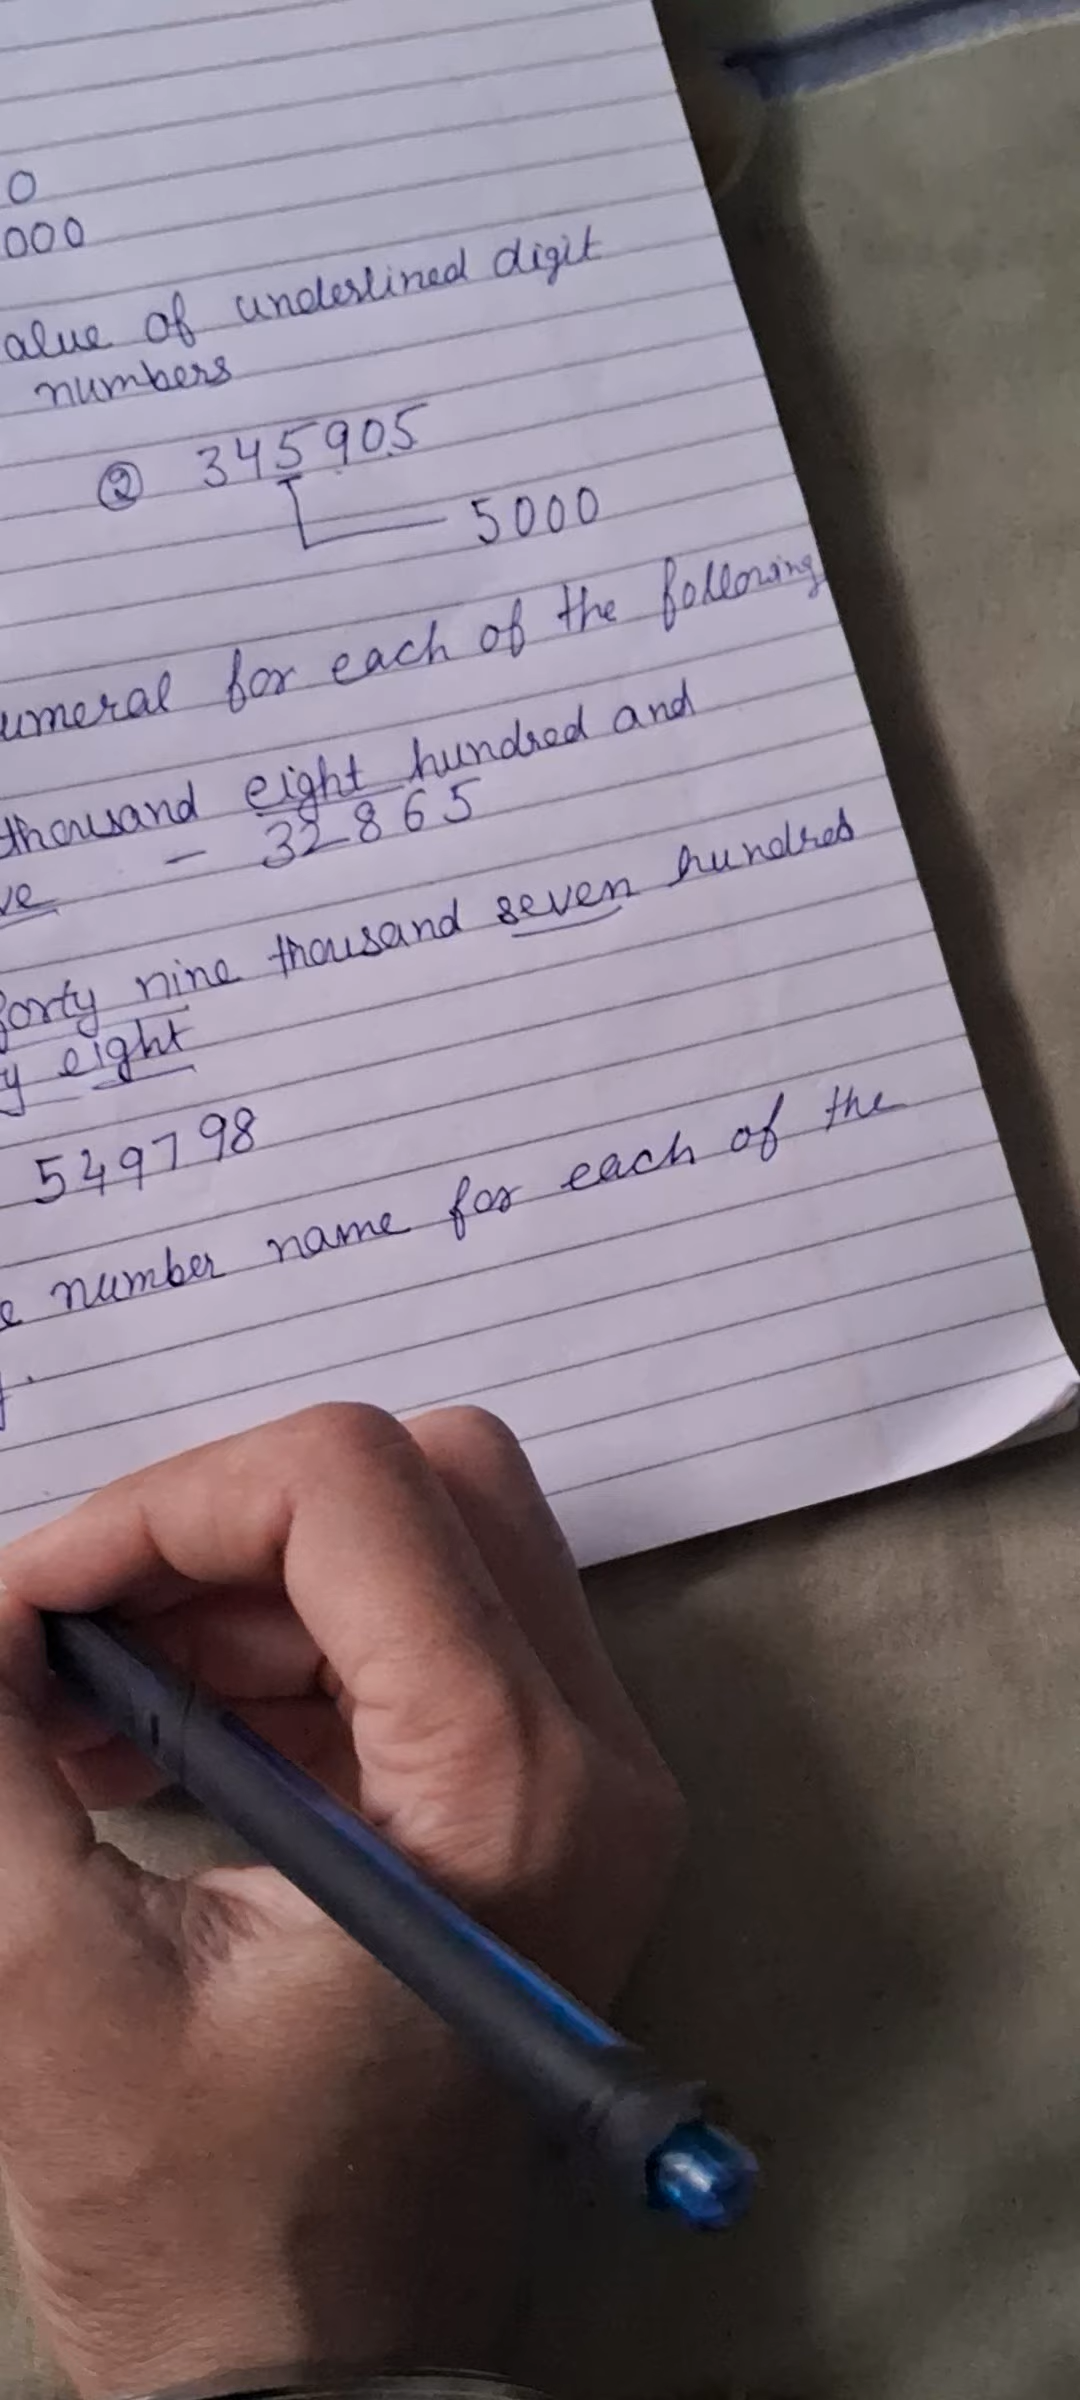 0
000
alue of underlined digit
numbers
② 345905
5000
umeral for each of the following
thousand eight hundred and
ve - 32865
forty nine thousand seven hundred
y eight
549798
e number name for each of the